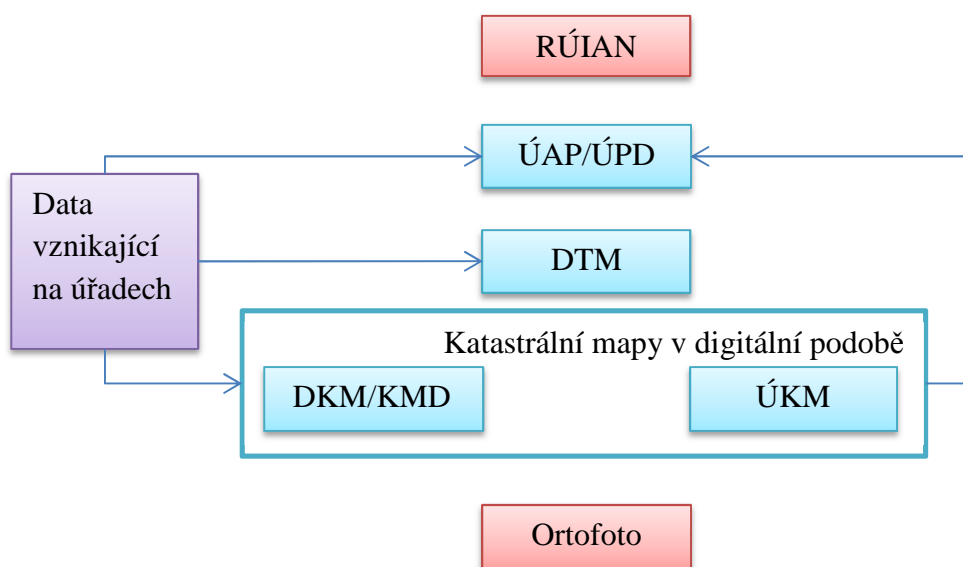 RÚIAN
ÚAP/ÚPD
Data
vznikající
na úřadech
DTM
Katastrální mapy v digitální podobě
DKM/KMD
ÚKM
Ortofoto